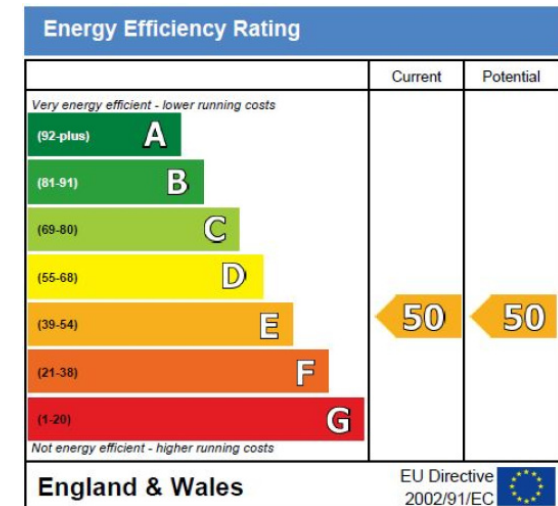 Energy Efficiency Rating
Current Potential
Very energy efficient - lower running costs
(92-plus) A
(81-91) B
(69-80) C
(55-68) D
(39-54) E 50 50
(21-38) F
(1-20) G
Not energy efficient - higher running costs
England & Wales
EU Directive
2002/91/EC